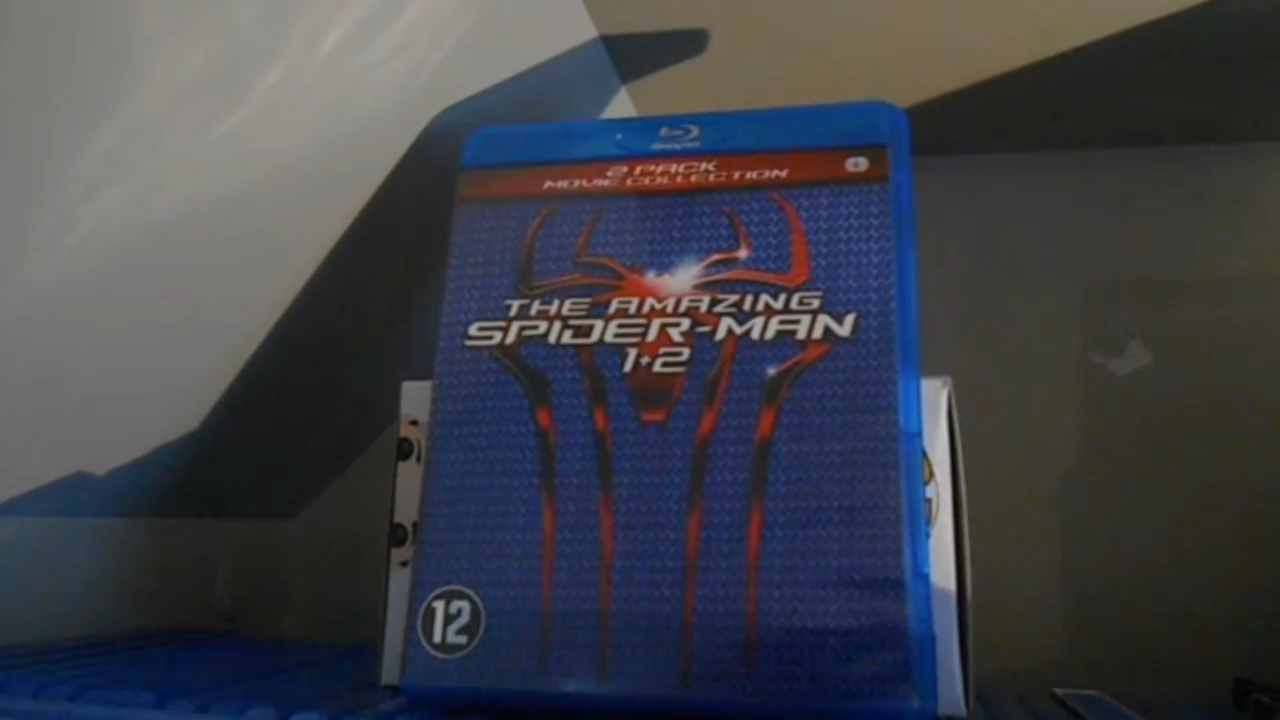 2 PACK
MOVIE COLLECTION
THE AMAZING
SPIDER-MAN
1+2
12